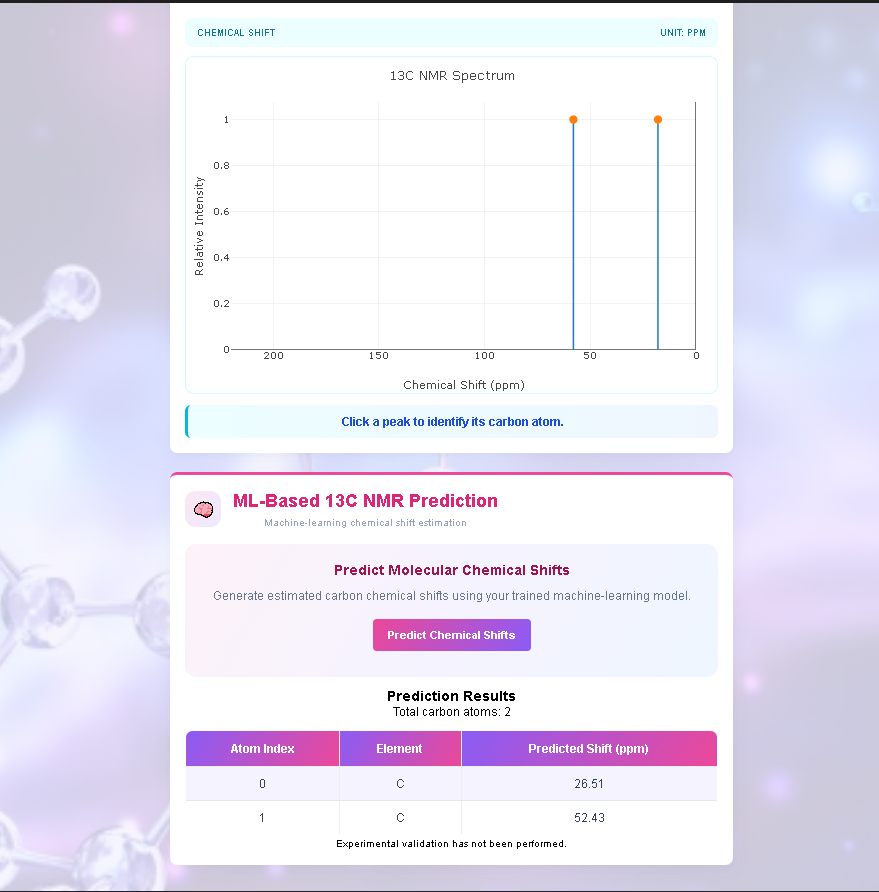 CHEMICAL SHIFT UNIT: PPM
13C NMR Spectrum
1
0.8
0.6
0.4
0.2
0
Relative Intensity
200 150 100 50 0
Chemical Shift (ppm)
Click a peak to identify its carbon atom.
ML-Based 13C NMR Prediction
Machine-learning chemical shift estimation
Predict Molecular Chemical Shifts
Generate estimated carbon chemical shifts using your trained machine-learning model.
Predict Chemical Shifts
Prediction Results
Total carbon atoms: 2
Atom Index Element Predicted Shift (ppm)
0 C 26.51
1 C 52.43
Experimental validation has not been performed.